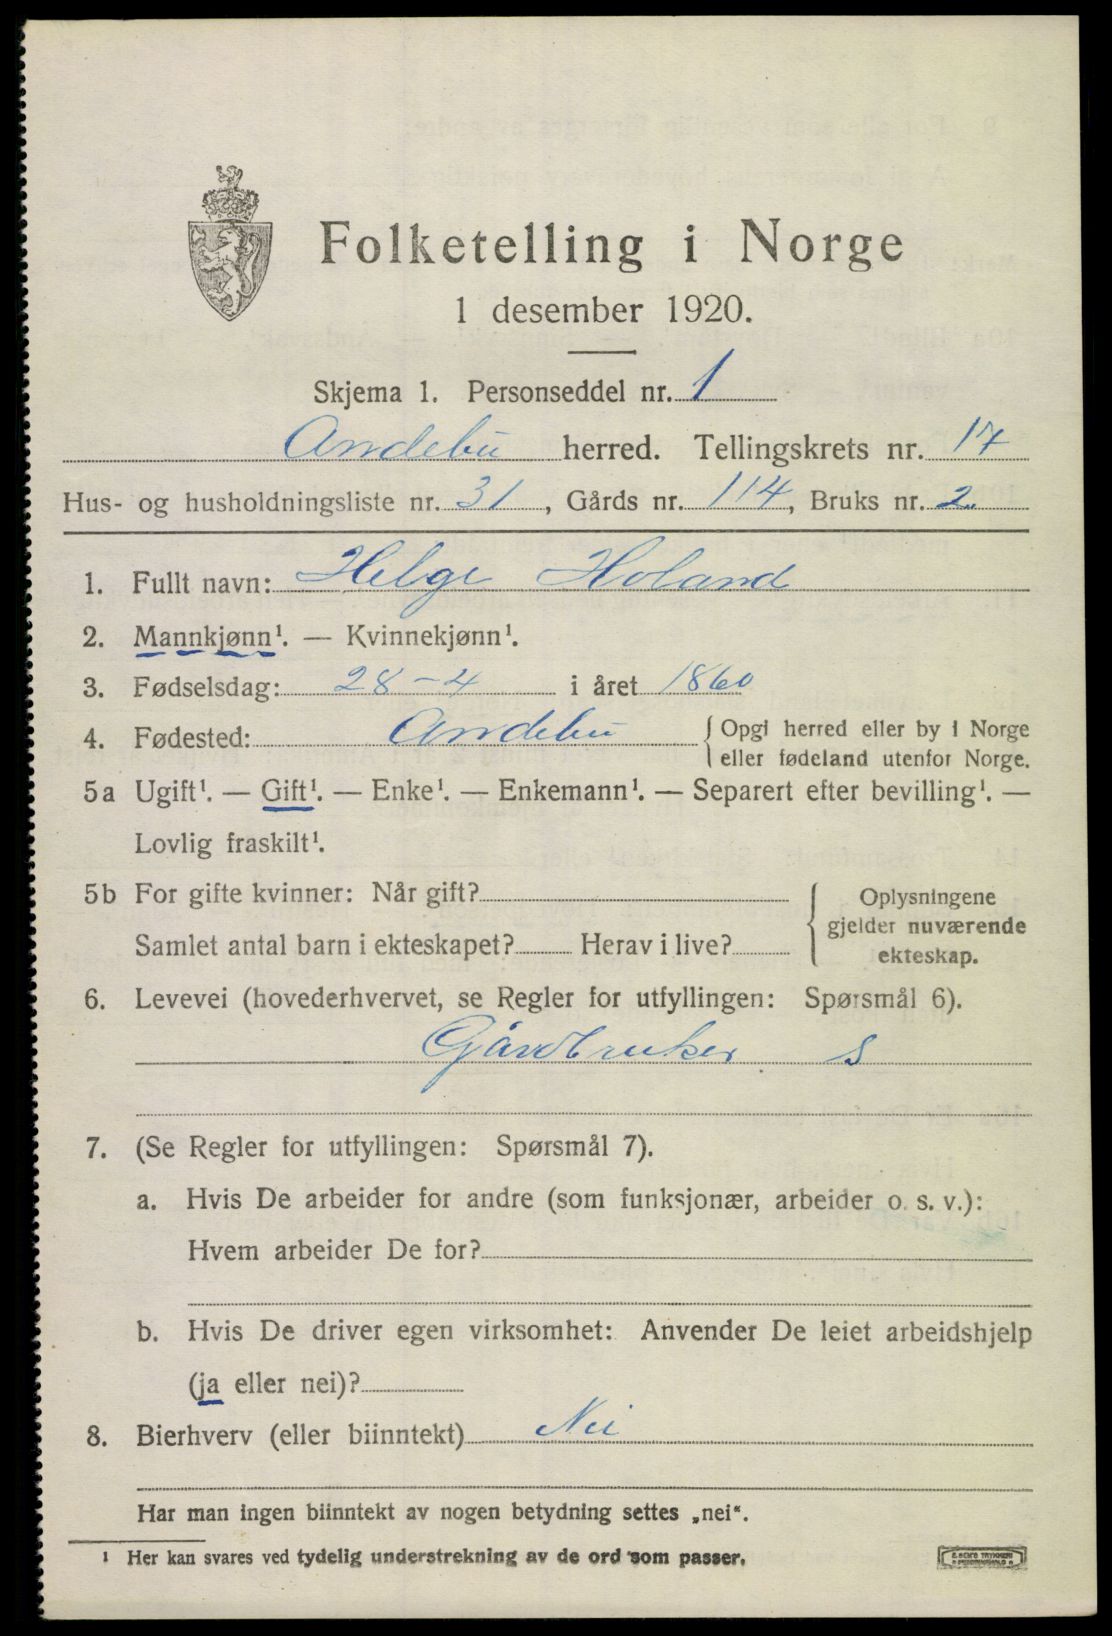 Folketelling i Norge
1 desember 1920.
Skjema 1. Personseddel nr. 1
Andebu herred. Tellingskrets nr. 17
Hus- og husholdningsliste nr. 31, Gårds nr. 114, Bruks nr. 2.
1. Fullt navn: Helge Holand
2. Mannkjønn¹. — Kvinnekjønn¹.
3. Fødselsdag: 28-4 i året 1860
4. Fødested: Andebu { Opgi herred eller by i Norge
eller fødeland utenfor Norge.
5a Ugift¹. — Gift¹. — Enke¹. — Enkemann¹. — Separert efter bevilling¹. —
Lovlig fraskilt¹.
5b For gifte kvinner: Når gift? { Oplysningene
gjelder nuværende
Samlet antal barn i ekteskapet? Herav i live?
ekteskap.
6. Levevei (hovederhvervet, se Regler for utfyllingen: Spørsmål 6).
Gårdbruker s
7. (Se Regler for utfyllingen: Spørsmål 7).
a. Hvis De arbeider for andre (som funksjonær, arbeider o. s. v.):
Hvem arbeider De for?
b. Hvis De driver egen virksomhet: Anvender De leiet arbeidshjelp
(ja eller nei)?
8. Bierhverv (eller biinntekt) Nei
Har man ingen biinntekt av nogen betydning settes „nei“.
¹ Her kan svares ved tydelig understrekning av de ord som passer.